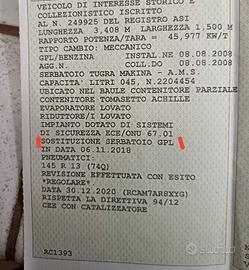 VEICOLO DI INTERESSE STORICO E
COLLEZIONISTICO ISCRITTO
AL N. 249925 DEL REGISTRO ASI
LUNGHEZZA 3,408 M LARGHEZZA 1,500 M
RAPPORTO POTENZA/TARA = 45,977 KW/T
TIPO CAMBIO: MECCANICO
GPL/BENZINA INSTAL.NE 08.08.2008
AGG.N. COLL.DO 08.08.2008
SERBATOIO TUGRA MAKINA - A.M.S.
CAPACITA' LITRI 045, N.2204454
UBICATO NEL BAULE CONTENITORE PARZIALE
CONTENITORE TOMASETTO ACHILLE
EVAPORATORE LOVATO
RIDUTTORE/I LOVATO
IMPIANTO DOTATO DI SISTEMI
DI SICUREZZA ECE/ONU 67.01
SOSTITUZIONE SERBATOIO GPL
IN DATA 06.11.2018
PNEUMATICI:
145 R 13 (74Q)
REVISIONE EFFETTUATA CON ESITO
*REGOLARE*
DATA 30.12.2020 (RCAM7AR8XYG)
RISPETTA LA DIRETTIVA 94/12
CEE CON CATALIZZATORE
RC1393
subito